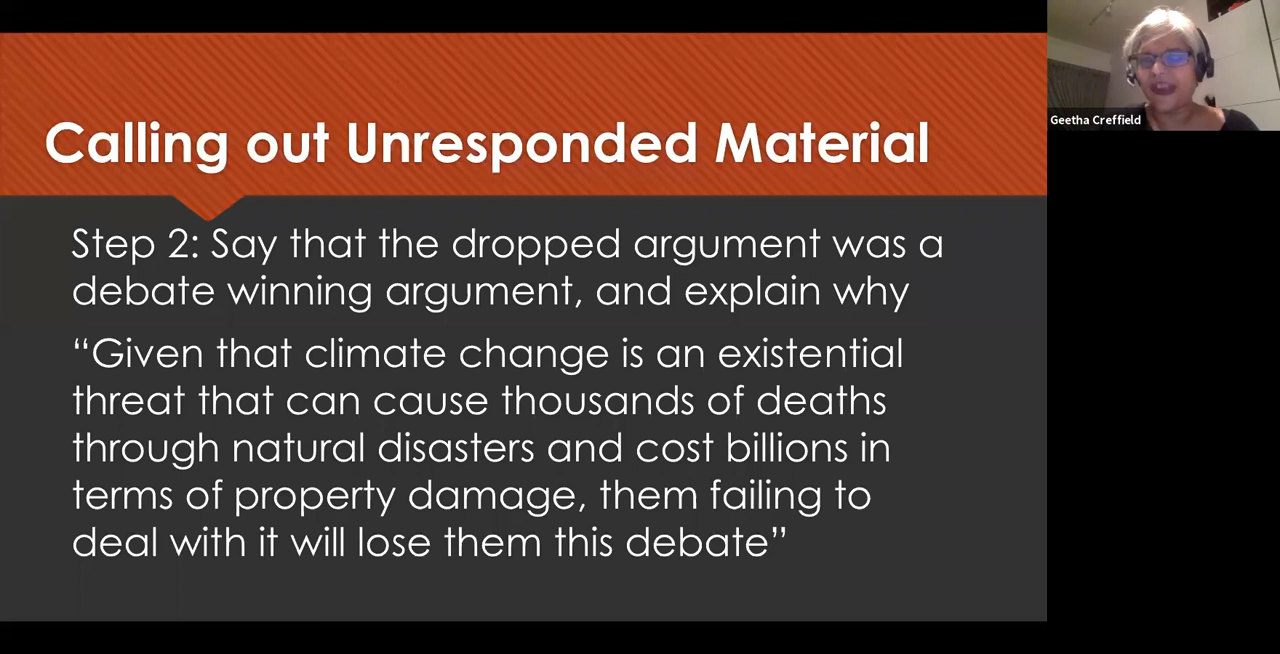 Calling out Unresponded Material
Step 2: Say that the dropped argument was a
debate winning argument, and explain why
“Given that climate change is an existential
threat that can cause thousands of deaths
through natural disasters and cost billions in
terms of property damage, them failing to
deal with it will lose them this debate”
Geetha Creffield